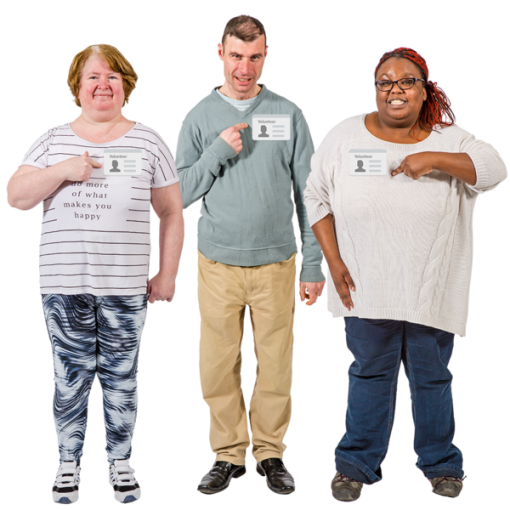 Volunteer
do more
of what
makes you
happy
Volunteer
Volunteer